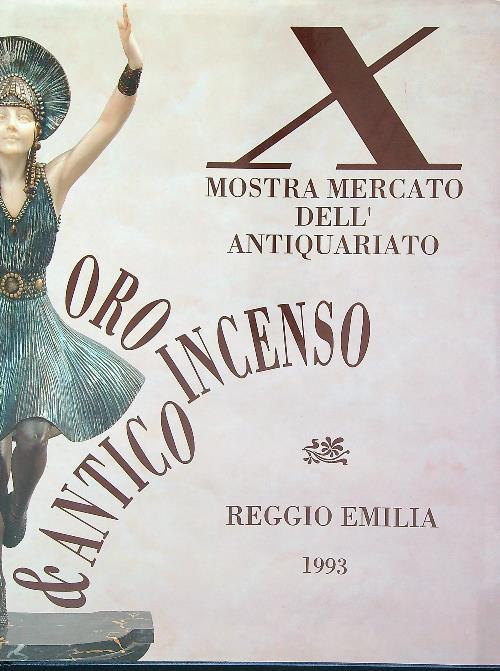 X
MOSTRA MERCATO
DELL'
ANTIQUARIATO
ORO
INCENSO
& ANTICO
REGGIO EMILIA
1993